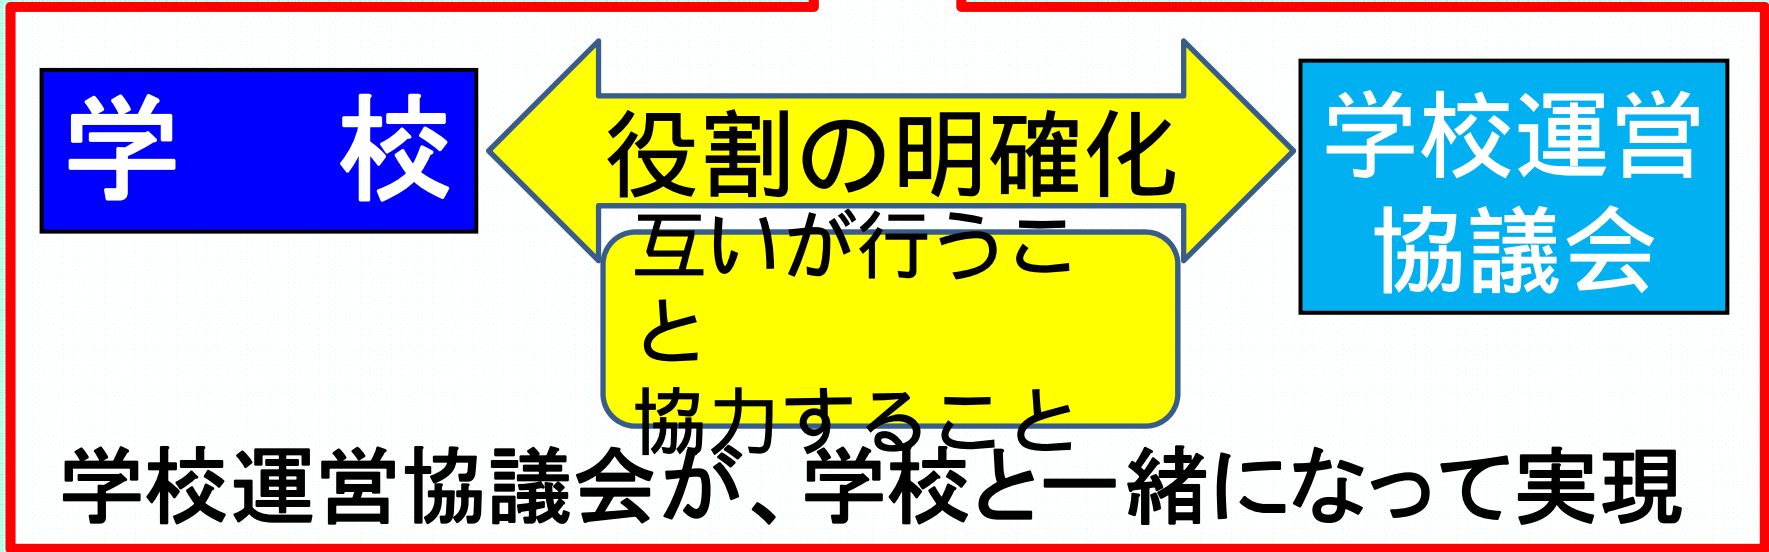 学　校
役割の明確化
学校運営
協議会
互いが行うこ
と
協力すること
学校運営協議会が、学校と一緒になって実現